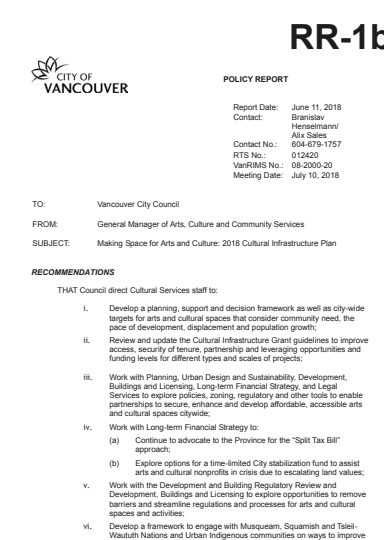 RR-1b
CITY OF
VANCOUVER
POLICY REPORT
Report Date: June 11, 2018
Contact: Branislav
Henselmann/
Alix Sales
Contact No.: 604-679-1757
RTS No.: 012420
VanRIMS No.: 08-2000-20
Meeting Date: July 10, 2018
TO: Vancouver City Council
FROM: General Manager of Arts, Culture and Community Services
SUBJECT: Making Space for Arts and Culture: 2018 Cultural Infrastructure Plan
RECOMMENDATIONS
THAT Council direct Cultural Services staff to:
i. Develop a planning, support and decision framework as well as city-wide
targets for arts and cultural spaces that consider community need, the
pace of development, displacement and population growth;
ii. Review and update the Cultural Infrastructure Grant guidelines to improve
access, security of tenure, partnership and leveraging opportunities and
funding levels for different types and scales of projects;
iii. Work with Planning, Urban Design and Sustainability, Development,
Buildings and Licensing, Long-term Financial Strategy, and Legal
Services to explore policies, zoning, regulatory and other tools to enable
partnerships to secure, enhance and develop affordable, accessible arts
and cultural spaces citywide;
iv. Work with Long-term Financial Strategy to:
(a) Continue to advocate to the Province for the “Split Tax Bill”
approach;
(b) Explore options for a time-limited City stabilization fund to assist
arts and cultural nonprofits in crisis due to escalating land values;
v. Work with the Development and Building Regulatory Review and
Development, Buildings and Licensing to explore opportunities to remove
barriers and streamline regulations and processes for arts and cultural
spaces and activities;
vi. Develop a framework to engage with Musqueam, Squamish and Tsleil-
Waututh Nations and Urban Indigenous communities on ways to improve